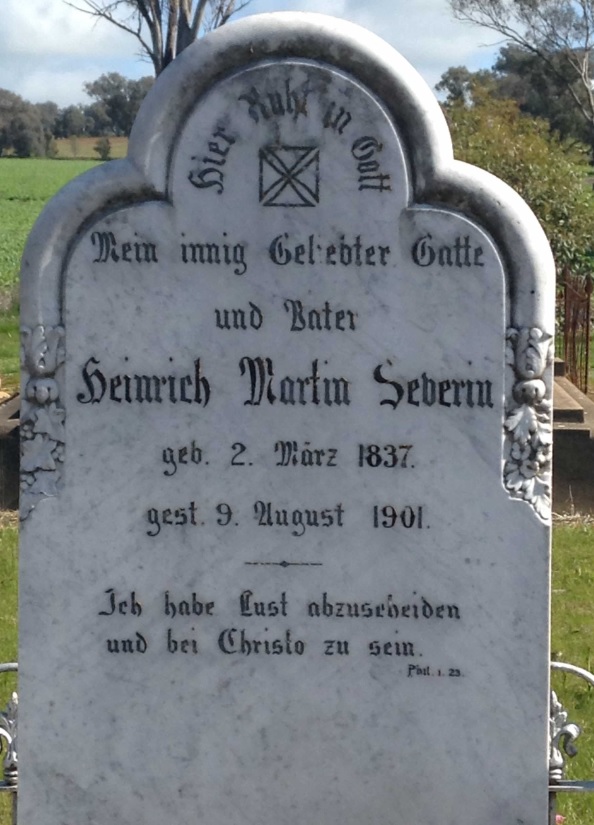 Hier Ruht in Gott
Mein innig Geliebter Gatte
und Vater
Heinrich Martin Severin
geb. 2. März 1837.
gest. 9. August 1901.
Ich habe Lust abzuscheiden
und bei Christo zu sein.
Phil. 1. 23.